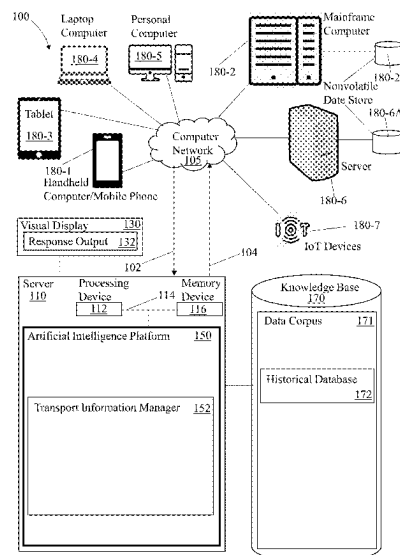 100
Laptop
Computer
180-4
Personal
Computer
180-5
Mainframe
Computer
180-2
180-2
Nonvolatile
Date Store
180-6A
Tablet
180-3
180-1
Handheld
Computer/Mobile Phone
Computer
Network
105
Server
180-6
IoT
180-7
IoT Devices
Visual Display 130
Response Output 132
102
104
Server
110
Processing
Device
112
114
Memory
Device
116
Artificial Intelligence Platform 150
Transport Information Manager 152
Knowledge Base
170
Data Corpus 171
Historical Database
172